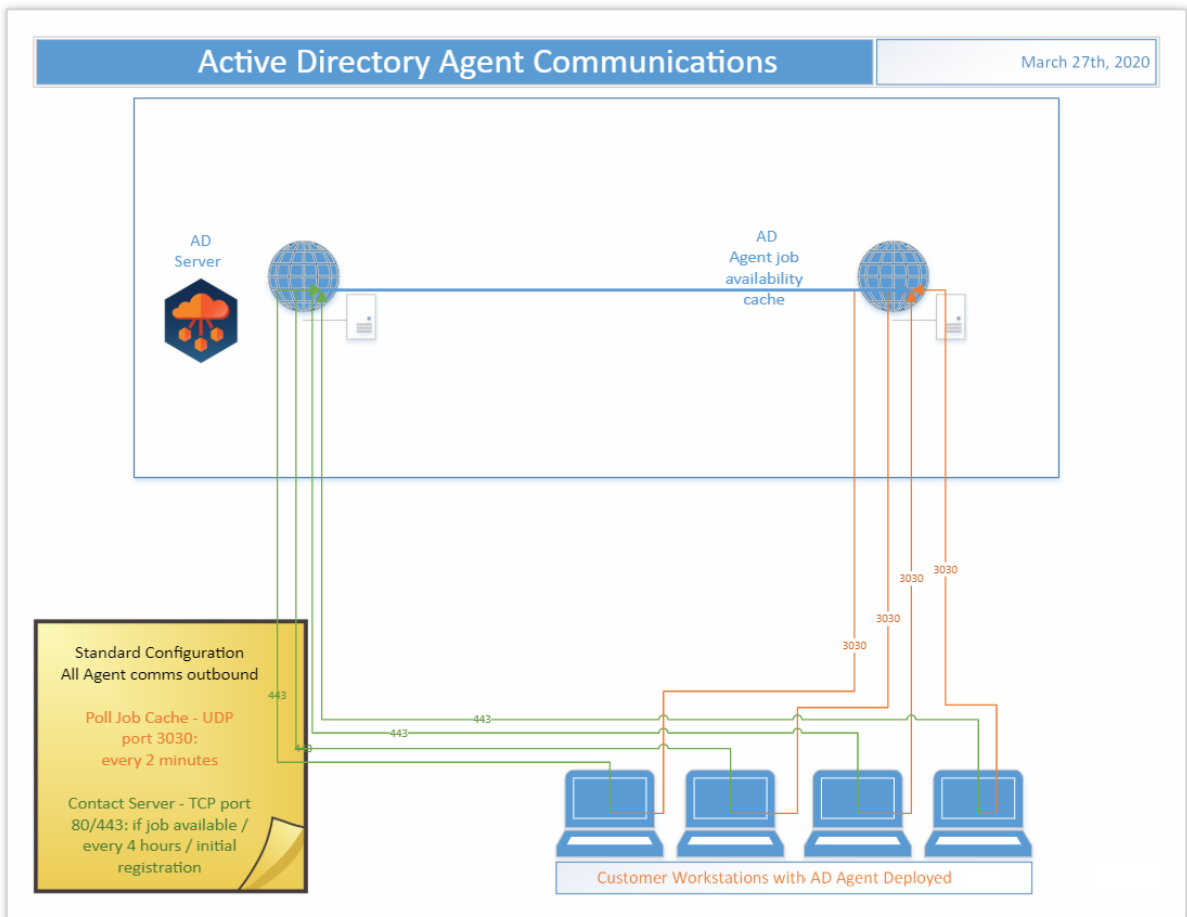 Active Directory Agent Communications
March 27th, 2020
AD
Server
AD
Agent job
availability
cache
3030
3030
3030
3030
Standard Configuration
All Agent comms outbound
Poll Job Cache - UDP
port 3030:
every 2 minutes
Contact Server - TCP port
80/443: if job available /
every 4 hours / initial
registration
443
443
443
443
Customer Workstations with AD Agent Deployed